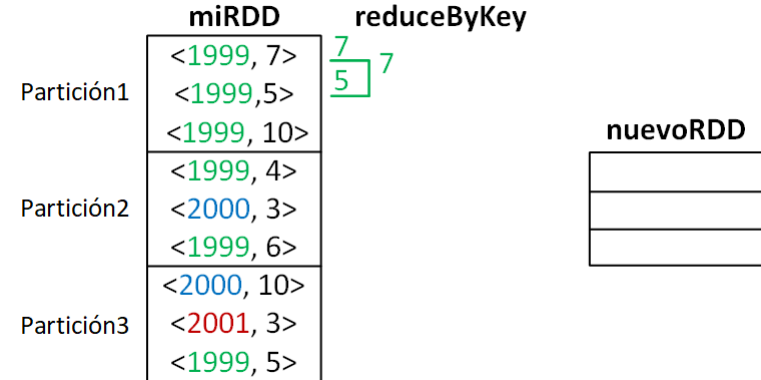 miRDD reduceByKey
<1999, 7> 7
7
Partición1 <1999,5> 5
<1999, 10>
nuevoRDD
<1999, 4>
Partición2 <2000, 3>
<1999, 6>
<2000, 10>
Partición3 <2001, 3>
<1999, 5>